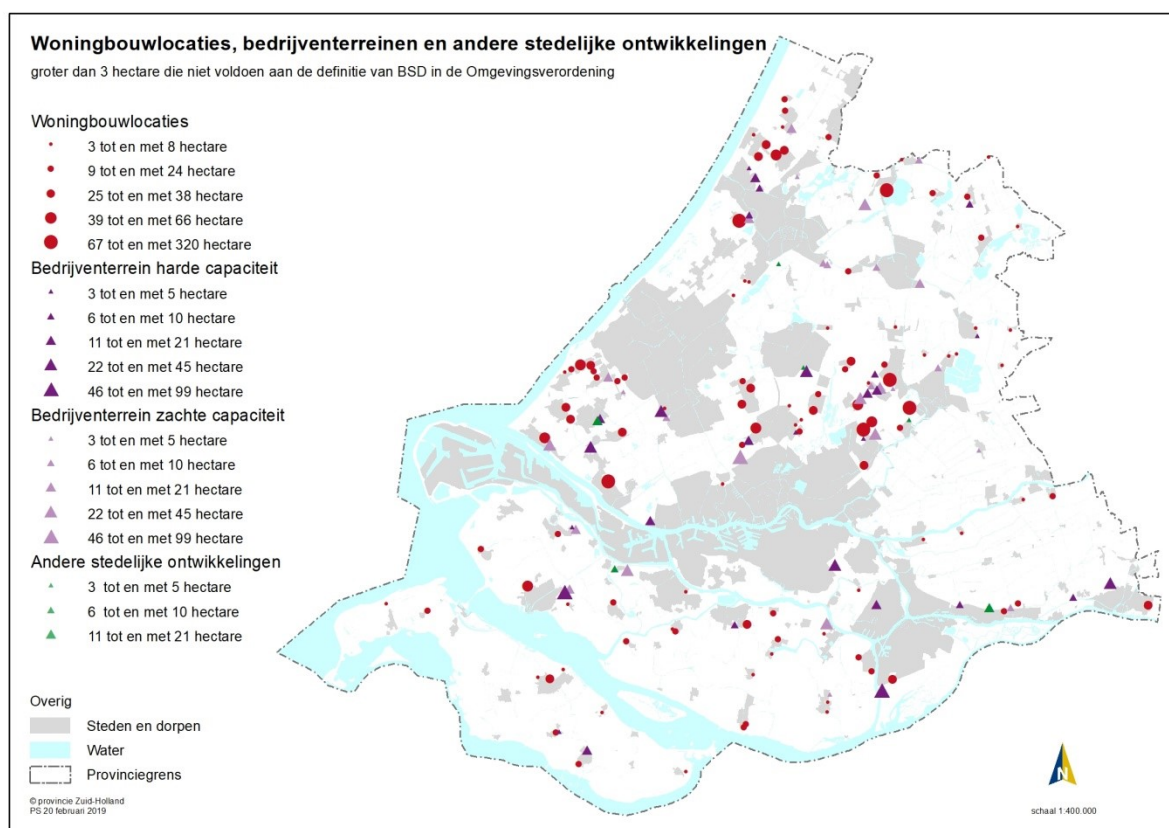 Woningbouwlocaties, bedrijventerreinen en andere stedelijke ontwikkelingen
groter dan 3 hectare die niet voldoen aan de definitie van BSD in de Omgevingsverordening
Woningbouwlocaties
3 tot en met 8 hectare
9 tot en met 24 hectare
25 tot en met 38 hectare
39 tot en met 66 hectare
67 tot en met 320 hectare
Bedrijventerrein harde capaciteit
3 tot en met 5 hectare
6 tot en met 10 hectare
11 tot en met 21 hectare
22 tot en met 45 hectare
46 tot en met 99 hectare
Bedrijventerrein zachte capaciteit
3 tot en met 5 hectare
6 tot en met 10 hectare
11 tot en met 21 hectare
22 tot en met 45 hectare
46 tot en met 99 hectare
Andere stedelijke ontwikkelingen
3 tot en met 5 hectare
6 tot en met 10 hectare
11 tot en met 21 hectare
Overig
Steden en dorpen
Water
Provinciegrens
© provincie Zuid-Holland
PS 20 februari 2019
N
schaal 1:400.000